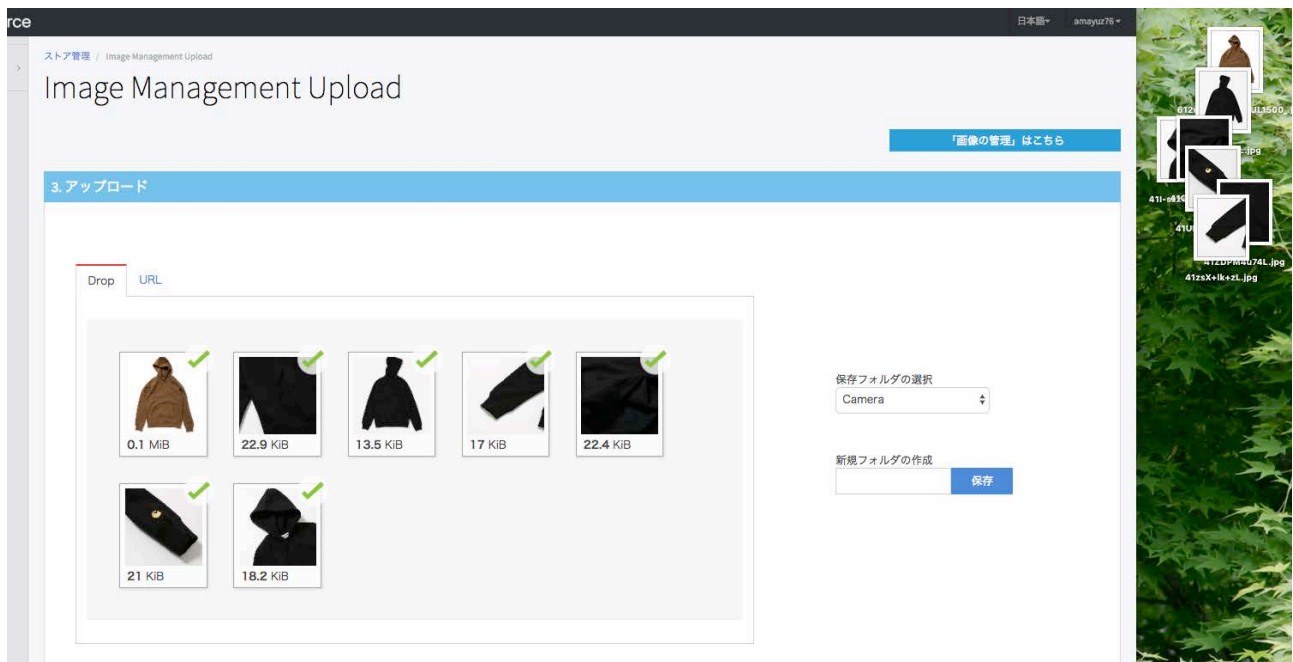 rce
日本語
amayuz76
ストア管理 / Image Management Upload
Image Management Upload
「画像の管理」はこちら
3. アップロード
Drop
URL
0.1 MiB
22.9 KiB
13.5 KiB
17 KiB
22.4 KiB
21 KiB
18.2 KiB
保存フォルダの選択
Camera
新規フォルダの作成
保存
41ZDPM4u74L.jpg
41zsX+Ik+zL.jpg